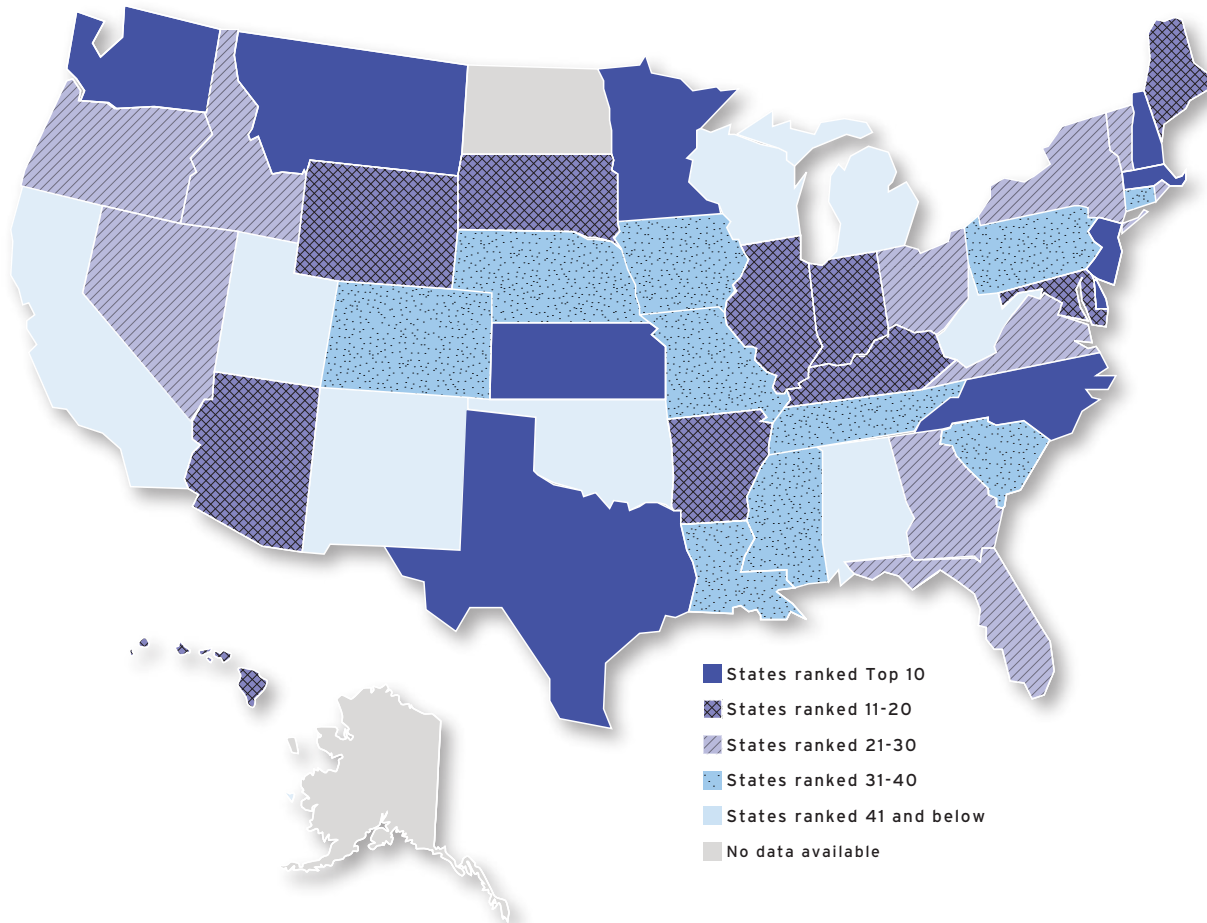 States ranked Top 10
States ranked 11-20
States ranked 21-30
States ranked 31-40
States ranked 41 and below
No data available